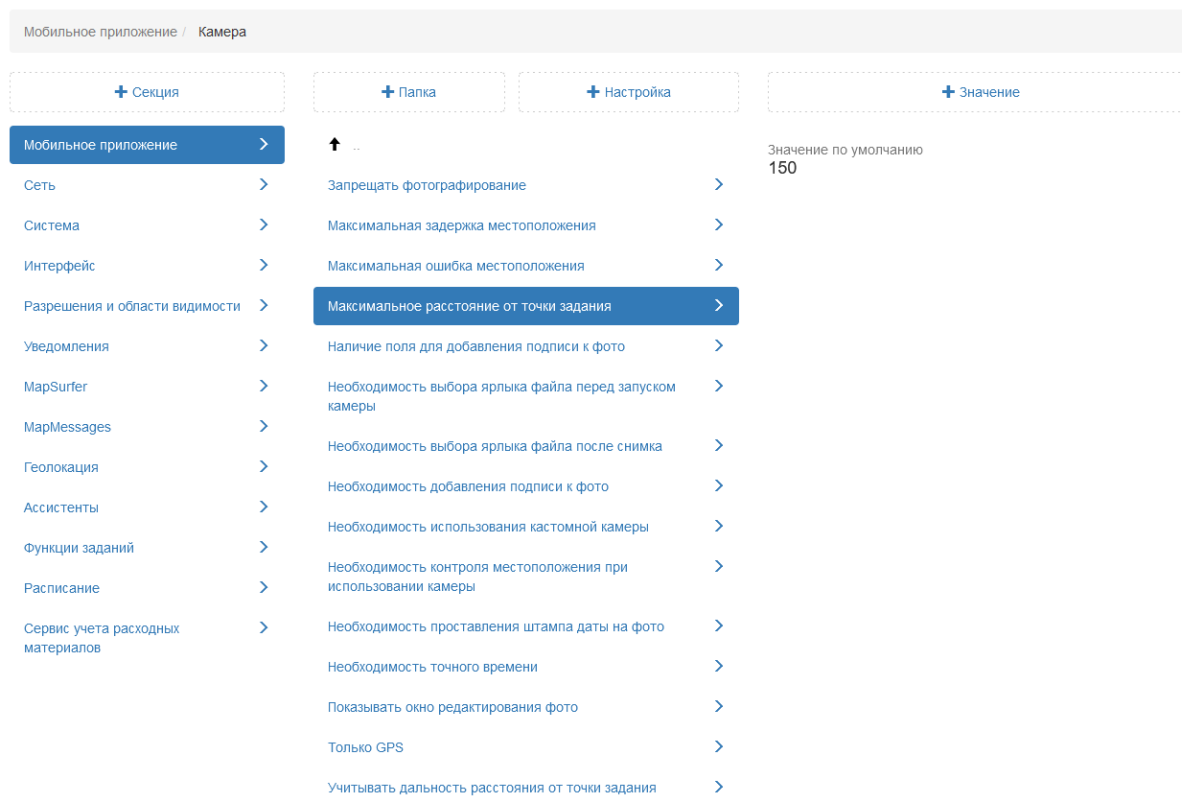 Мобильное приложение / Камера
+ Секция
+ Папка
+ Настройка
+ Значение
Мобильное приложение
Сеть
Система
Интерфейс
Разрешения и области видимости
Уведомления
MapSurfer
MapMessages
Геолокация
Ассистенты
Функции заданий
Расписание
Сервис учета расходных
материалов
..
Запрещать фотографирование
Максимальная задержка местоположения
Максимальная ошибка местоположения
Максимальное расстояние от точки задания
Наличие поля для добавления подписи к фото
Необходимость выбора ярлыка файла перед запуском
камеры
Необходимость выбора ярлыка файла после снимка
Необходимость добавления подписи к фото
Необходимость использования кастомной камеры
Необходимость контроля местоположения при
использовании камеры
Необходимость проставления штампа даты на фото
Необходимость точного времени
Показывать окно редактирования фото
Только GPS
Учитывать дальность расстояния от точки задания
Значение по умолчанию
150